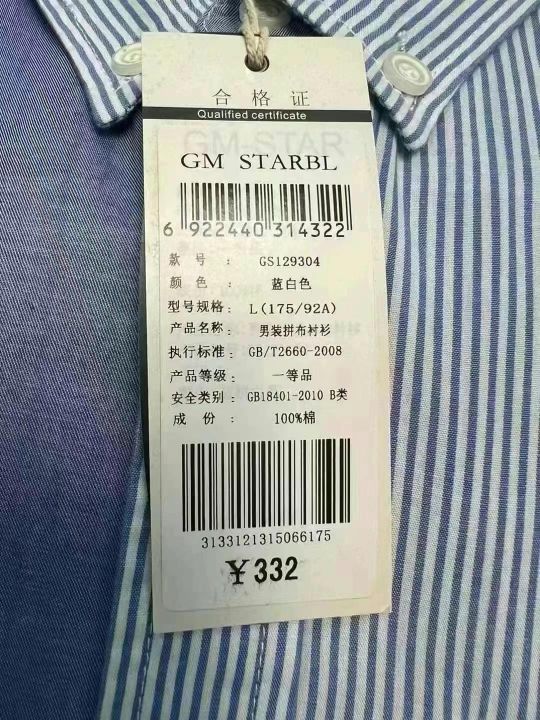 合格证
Qualified certificate
GM-STAR
GM STARBL
6 922440 314322
款 号 : GS129304
颜 色 : 蓝白色
型号规格: L(175/92A)
产品名称: 男装拼布衬衫
执行标准: GB/T2660-2008
产品等级: 一等品
安全类别: GB18401-2010 B类
成 份 : 100%棉
3133121315066175
¥332